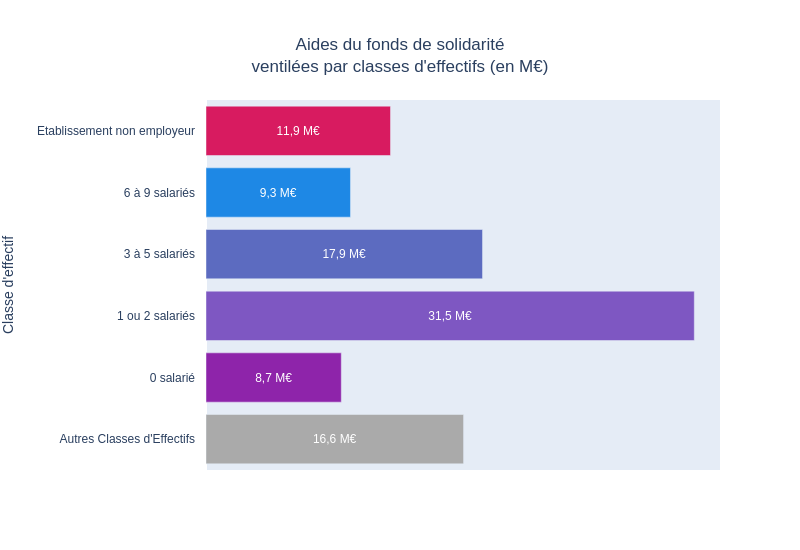 Aides du fonds de solidarité
ventilées par classes d'effectifs (en M€)
Classe d'effectif
Etablissement non employeur
11,9 M€
6 à 9 salariés
9,3 M€
3 à 5 salariés
17,9 M€
1 ou 2 salariés
31,5 M€
0 salarié
8,7 M€
Autres Classes d'Effectifs
16,6 M€